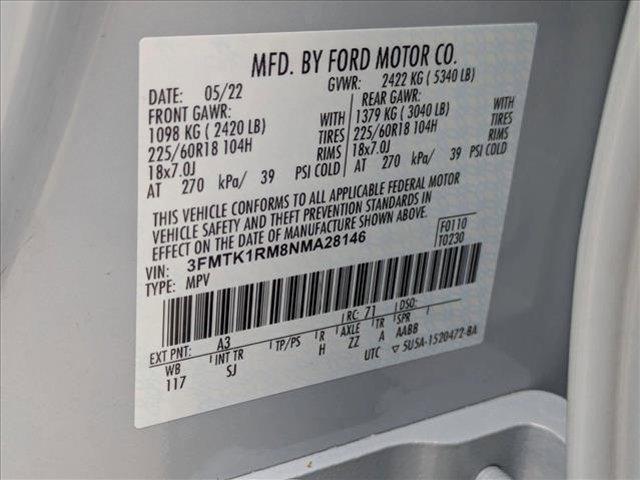 MFD. BY FORD MOTOR CO.
DATE: 05/22 GVWR: 2422 KG ( 5340 LB)
FRONT GAWR: REAR GAWR:
1098 KG ( 2420 LB) WITH 1379 KG ( 3040 LB) WITH
225/60R18 104H TIRES 225/60R18 104H TIRES
18x7.0J RIMS 18x7.0J RIMS
AT 270 kPa/ 39 PSI COLD AT 270 kPa/ 39 PSI COLD
THIS VEHICLE CONFORMS TO ALL APPLICABLE FEDERAL MOTOR
VEHICLE SAFETY AND THEFT PREVENTION STANDARDS IN
EFFECT ON THE DATE OF MANUFACTURE SHOWN ABOVE.
VIN: 3FMTK1RM8NMA28146 F0110
TYPE: MPV T0230
EXT PNT: A3 RC: 71 DSO:
WB INT TR TP/PS R AXLE TR SPR
117 SJ H ZZ A AABB
UTC ▽ 5U5A-1520472-BA